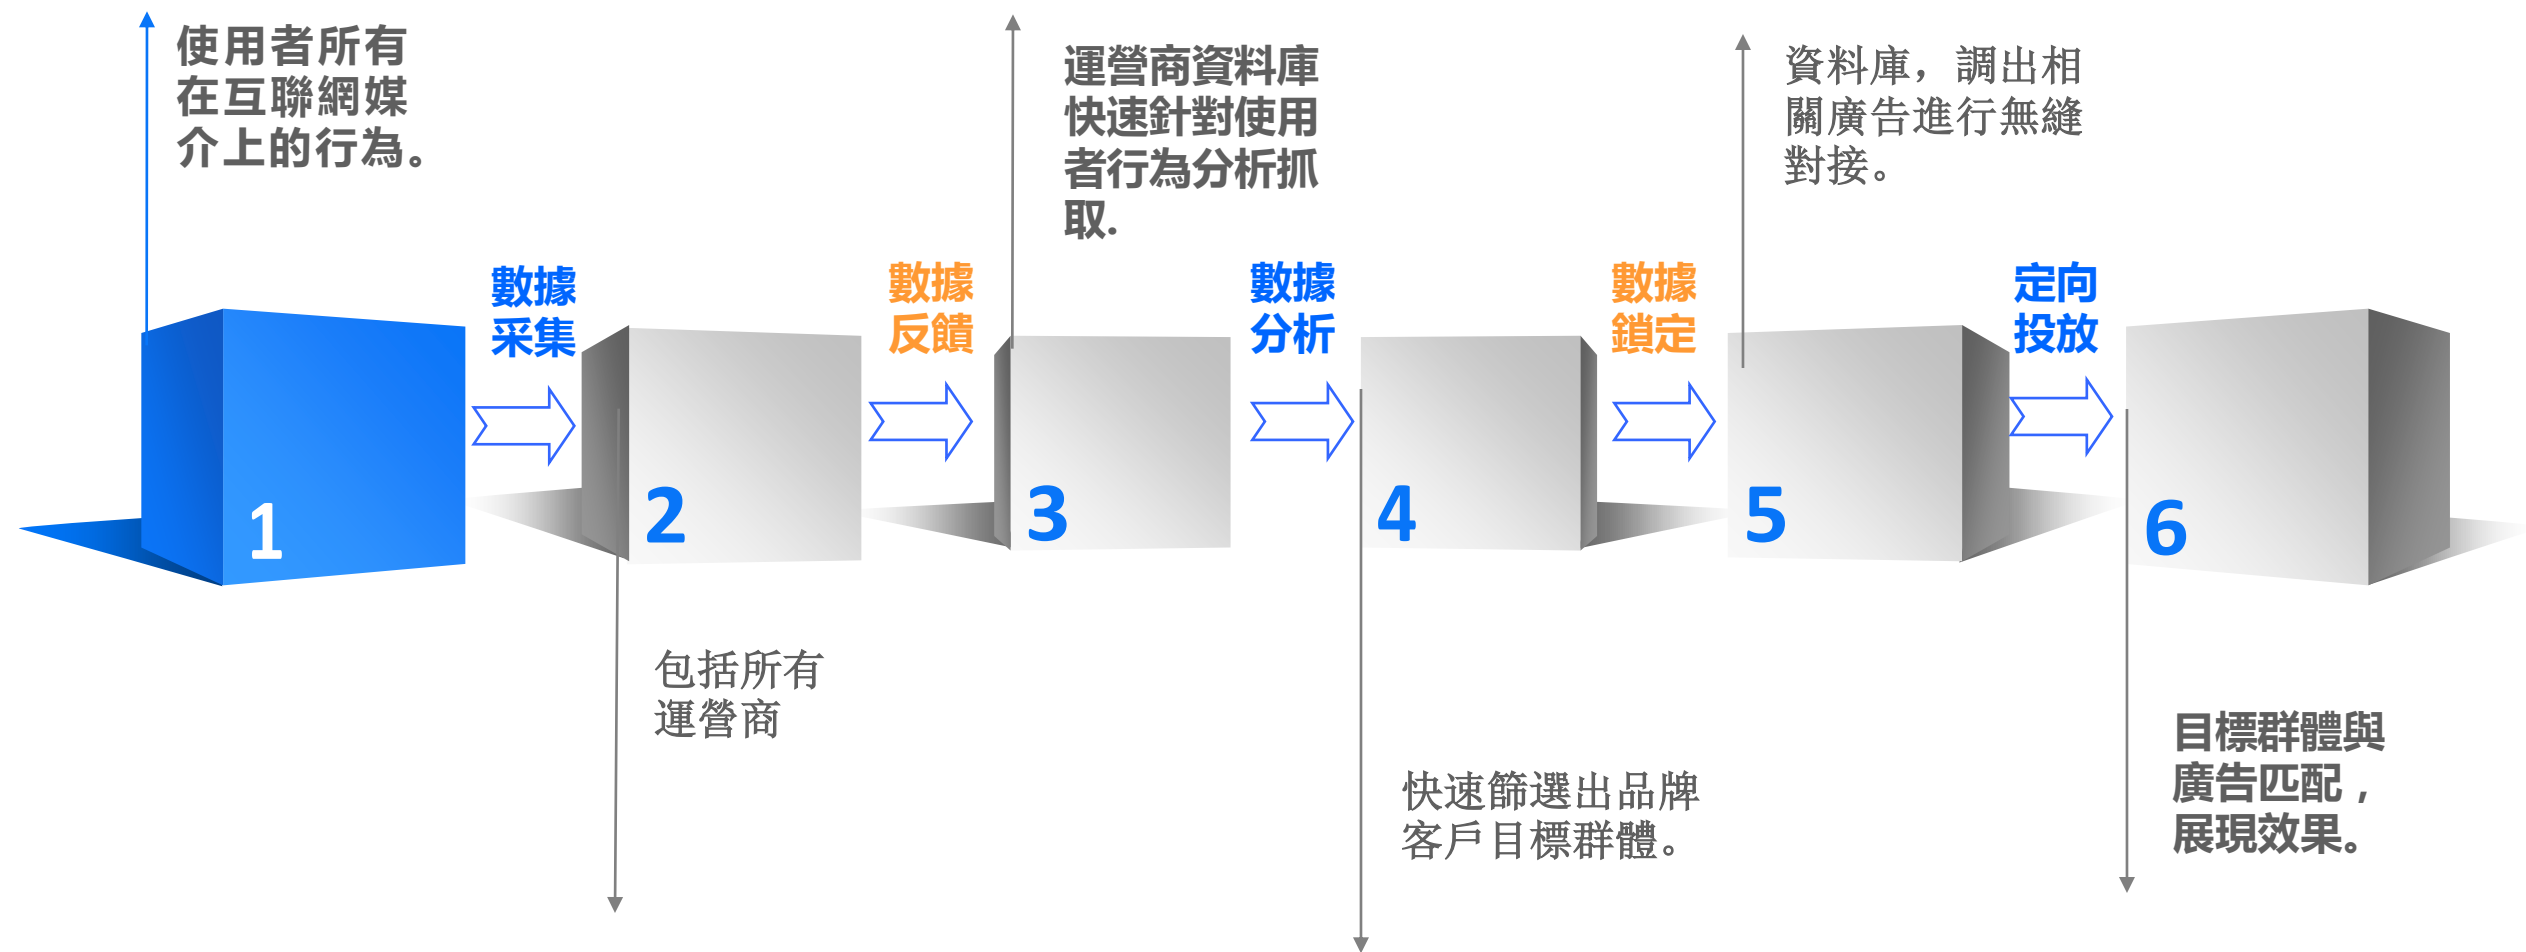 使用者所有
在互聯網媒
介上的行為。
1
數據
采集
2
包括所有
運營商
數據
反饋
運營商資料庫
快速針對使用
者行為分析抓
取.
3
數據
分析
4
快速篩選出品牌
客戶目標群體。
數據
鎖定
資料庫，調出相
關廣告進行無縫
對接。
5
定向
投放
6
目標群體與
廣告匹配，
展現效果。